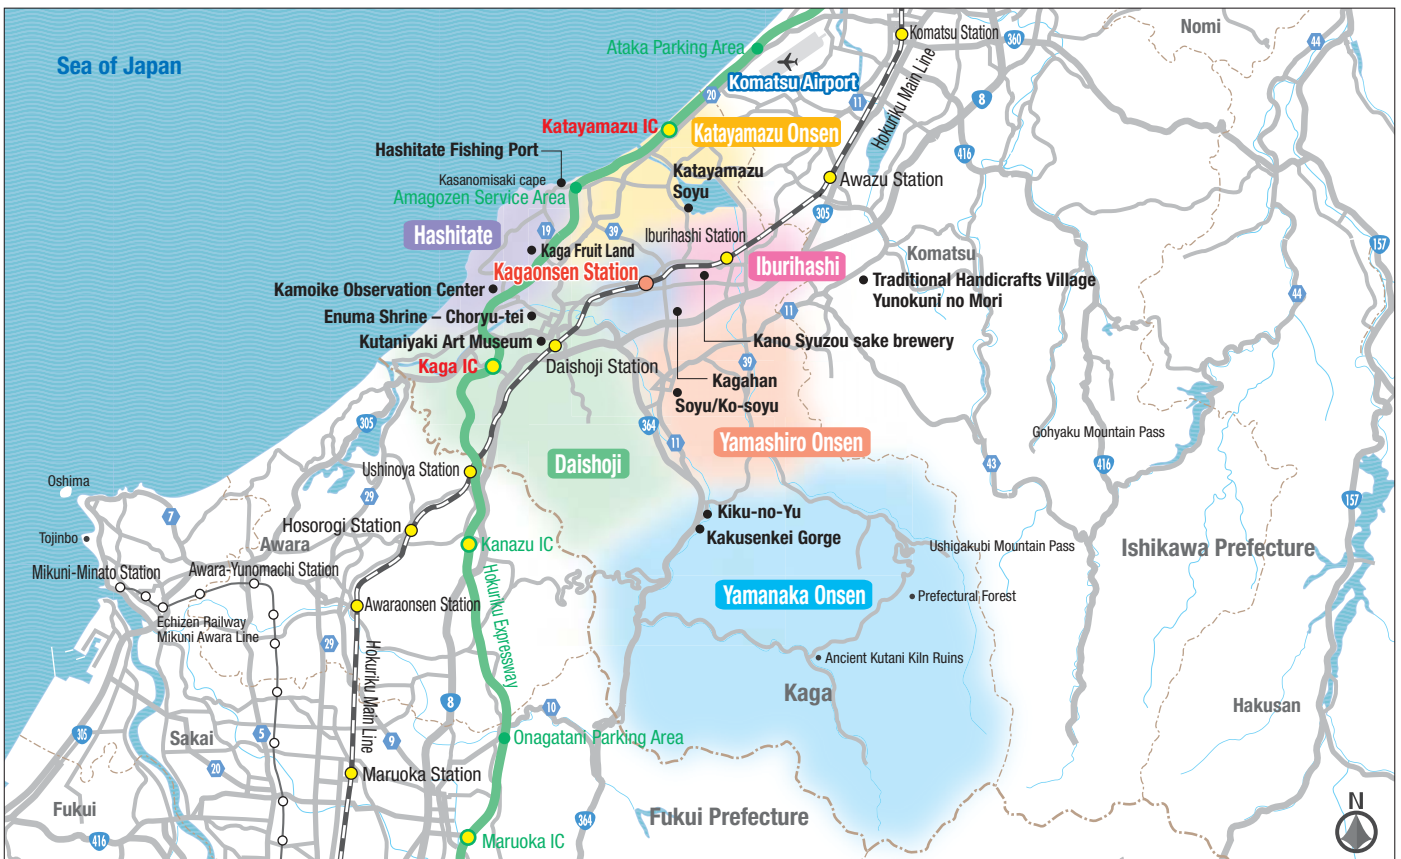 Nomi
Komatsu Station
360
44
Ataka Parking Area
Sea of Japan
Komatsu Airport
20
11
8
Hokuriku Main Line
Katayamazu IC
Katayamazu Onsen
Hashitate Fishing Port
416
Katayamazu
Soyu
Kasanomisaki cape
Amagozen Service Area
Awazu Station
305
Hashitate
19
39
Iburihashi Station
157
Kaga Fruit Land
Komatsu
Iburihashi
Kagaonsen Station
Traditional Handicrafts Village
Yunokuni no Mori
Kamoike Observation Center
44
11
Enuma Shrine – Choryu-tei
Kutaniyaki Art Museum
Kano Syuzou sake brewery
Kaga IC
Daishoji Station
39
Kagahan
Soyu/Ko-soyu
305
364
11
Yamashiro Onsen
Gohyaku Mountain Pass
Daishoji
43
416
Ushinoya Station
Oshima
29
157
7
Kiku-no-Yu
Hosorogi Station
Kakusenkei Gorge
Tojinbo
Awara
Kanazu IC
Ushigakubi Mountain Pass
Ishikawa Prefecture
Mikuni-Minato Station
Awara-Yunomachi Station
Yamanaka Onsen
Prefectural Forest
Awaraonsen Station
Echizen Railway
Mikuni Awara Line
Hokuriku Expressway
29
Hokuriku Main Line
Ancient Kutani Kiln Ruins
Kaga
8
10
Hakusan
305
Sakai
5
9
Onagatani Parking Area
20
Maruoka Station
Fukui
N
Fukui Prefecture
364
416
Maruoka IC